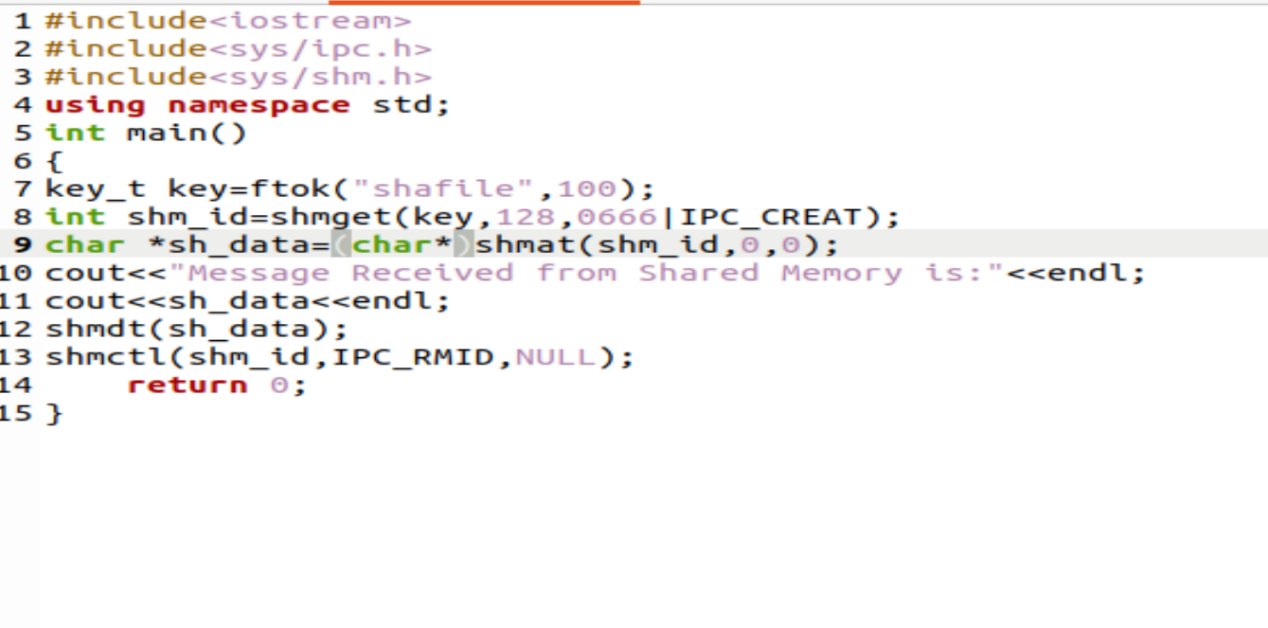 1 #include<iostream>
2 #include<sys/ipc.h>
3 #include<sys/shm.h>
4 using namespace std;
5 int main()
6 {
7 key_t key=ftok("shafile",100);
8 int shm_id=shmget(key,128,0666|IPC_CREAT);
9 char *sh_data=(char*)shmat(shm_id,0,0);
10 cout<<"Message Received from Shared Memory is:"<<endl;
11 cout<<sh_data<<endl;
12 shmdt(sh_data);
13 shmctl(shm_id,IPC_RMID,NULL);
14     return 0;
15 }